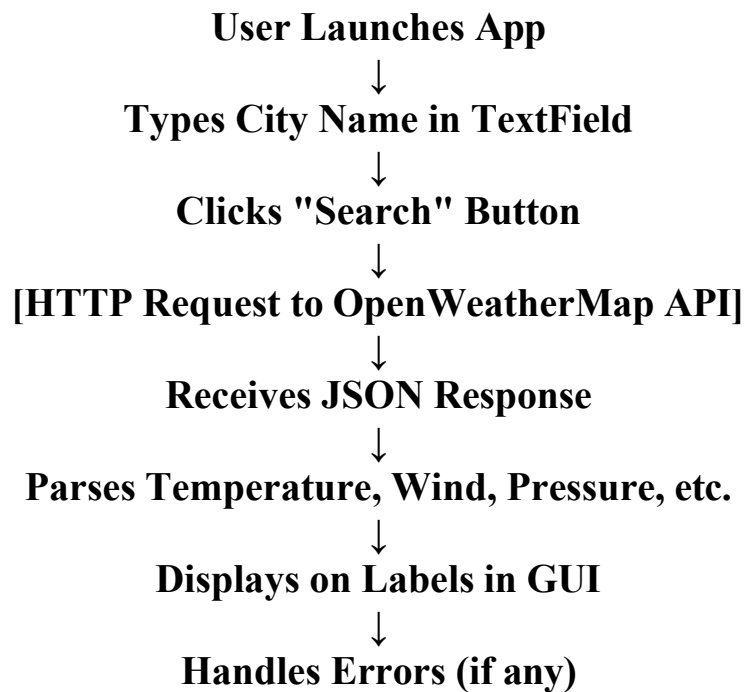 User Launches App
↓
Types City Name in TextField
↓
Clicks "Search" Button
↓
[HTTP Request to OpenWeatherMap API]
↓
Receives JSON Response
↓
Parses Temperature, Wind, Pressure, etc.
↓
Displays on Labels in GUI
↓
Handles Errors (if any)